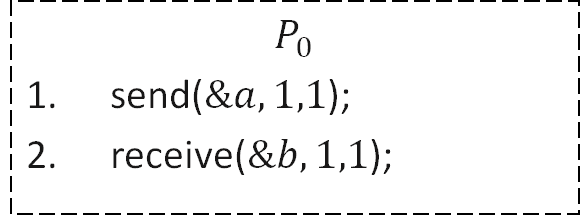 P₀
1. send(&a, 1,1);
2. receive(&b, 1,1);